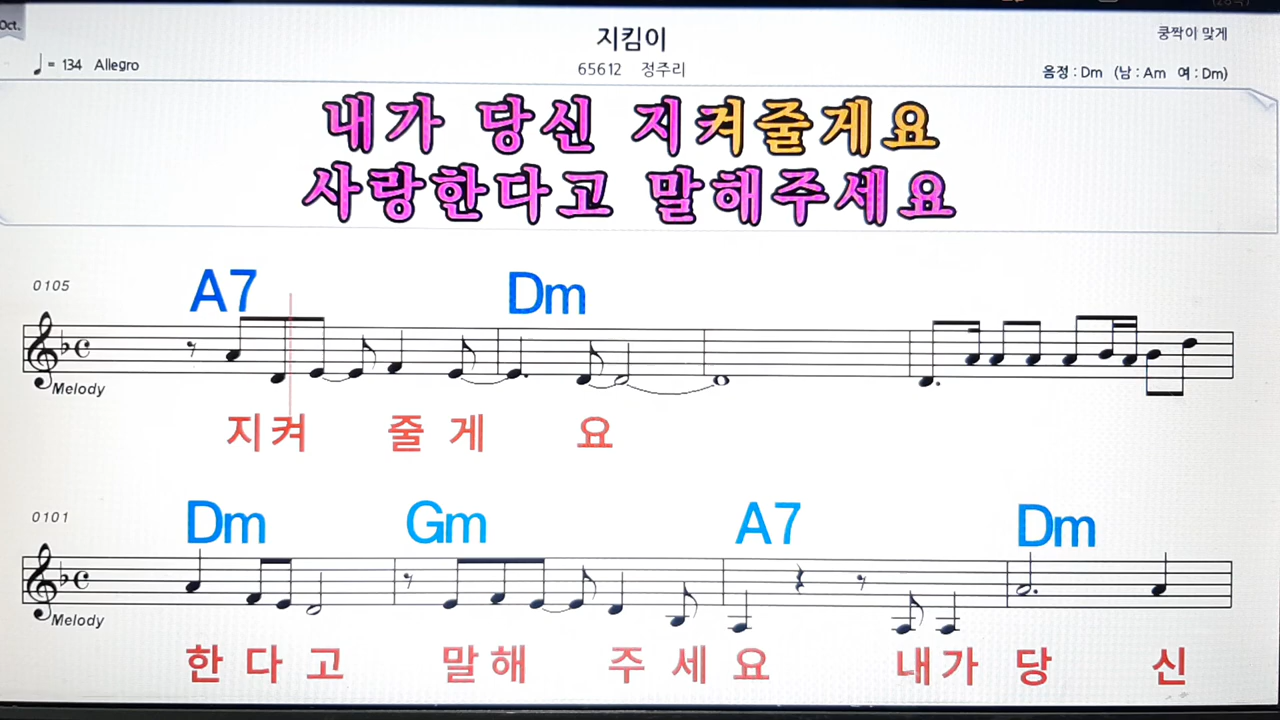 Oct.
지킴이
쿵짝이 맞게
= 134 Allegro
65612 정주리
음정 : Dm (남 : Am 여 : Dm)
내가 당신 지켜줄게요
사랑한다고 말해주세요
0105
A7 Dm
Melody
지켜 줄게 요
0101
Dm Gm A7 Dm
Melody
한다고 말해 주세요 내가 당 신